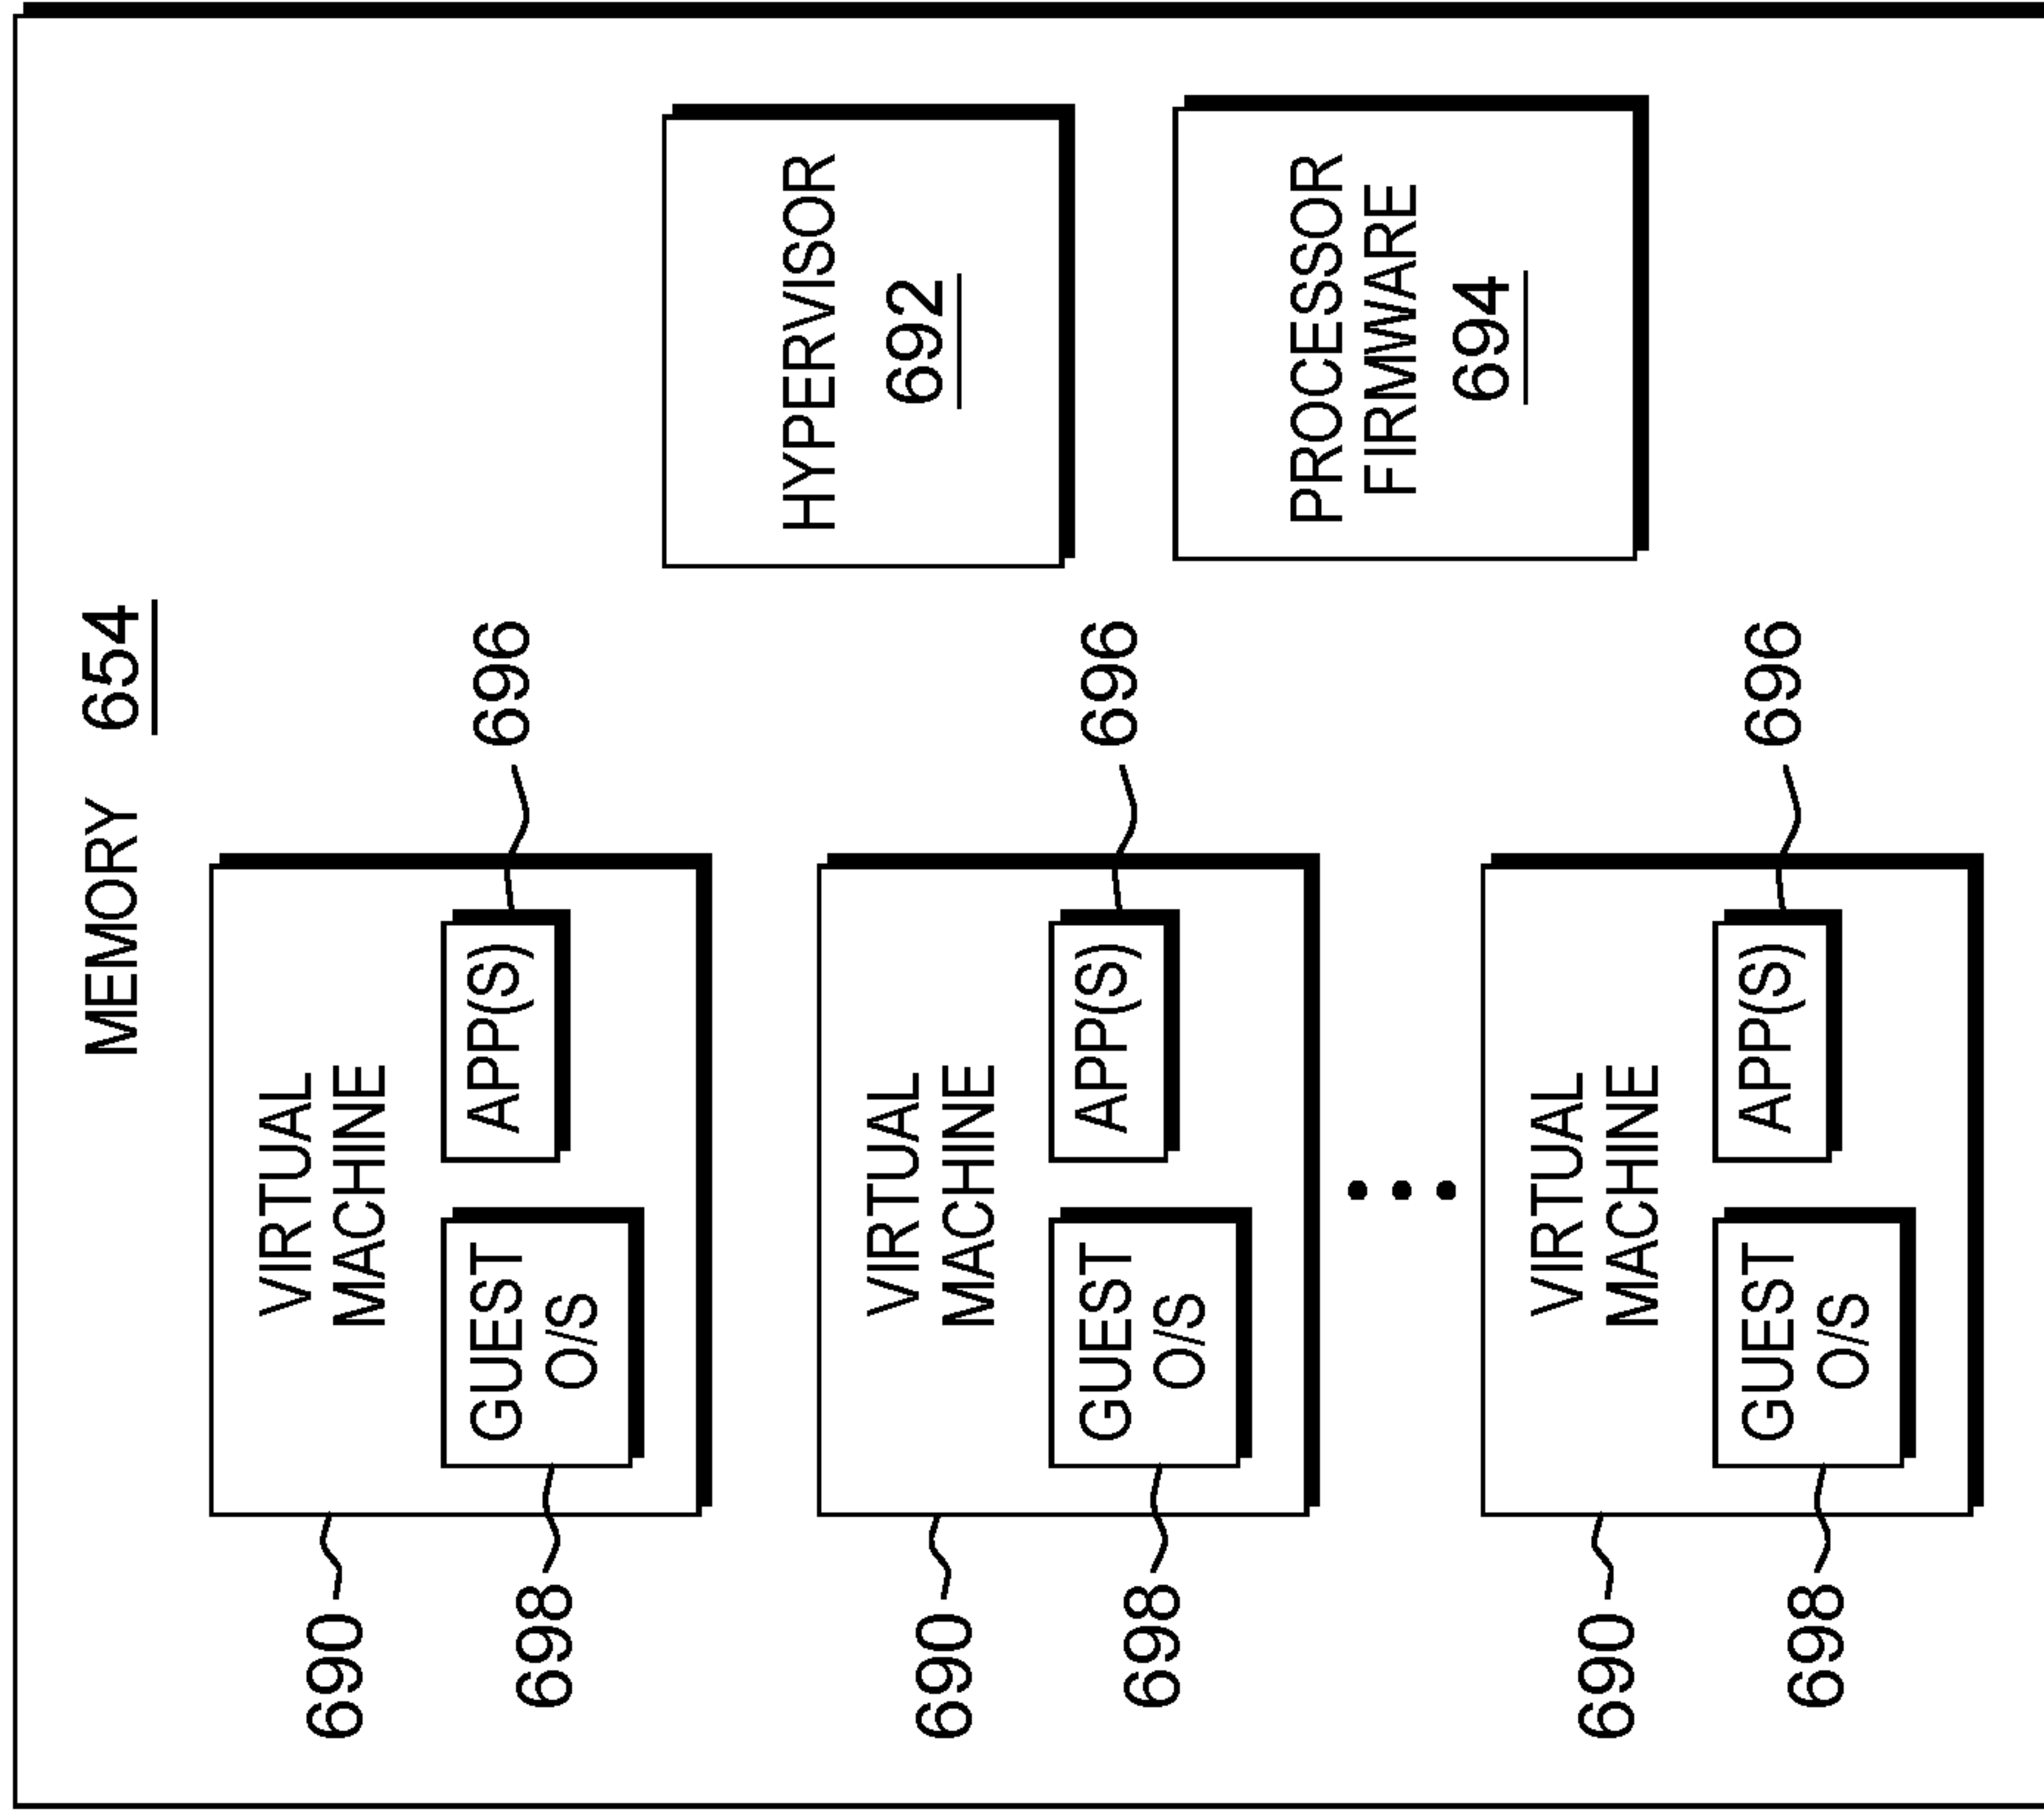 MEMORY 654
VIRTUAL
MACHINE
GUEST
O/S
APP(S)
690
698
696
VIRTUAL
MACHINE
GUEST
O/S
APP(S)
690
698
696
VIRTUAL
MACHINE
GUEST
O/S
APP(S)
690
698
696
HYPERVISOR
692
PROCESSOR
FIRMWARE
694